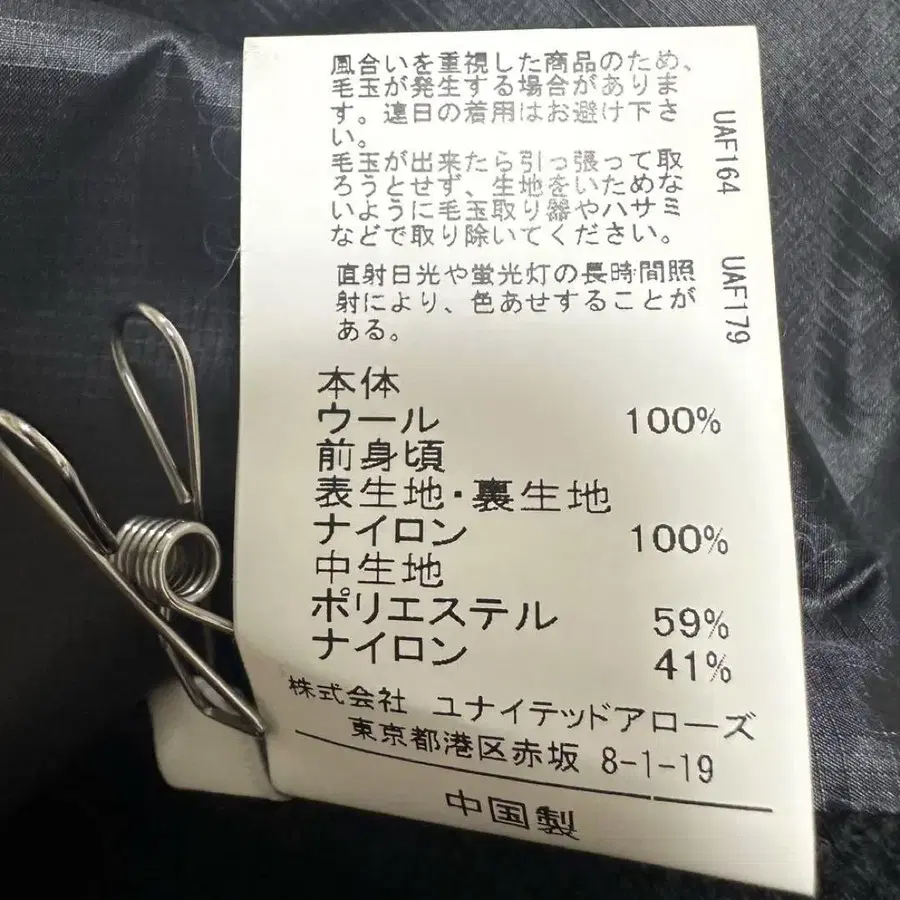 風合いを重視した商品のため、
毛玉が発生する場合がありま
す。連日の着用はお避け下さ
い。
毛玉が出来たら引っ張って取
ろうとせず、生地をいためな
いように毛玉取り器やハサミ
などで取り除いてください。
直射日光や蛍光灯の長時間照
射により、色あせすることが
ある。
UAF164
UAF179
本体
ウール 100%
前身頃
表生地・裏生地
ナイロン 100%
中生地
ポリエステル 59%
ナイロン 41%
株式会社 ユナイテッドアローズ
東京都港区赤坂 8-1-19
中国製